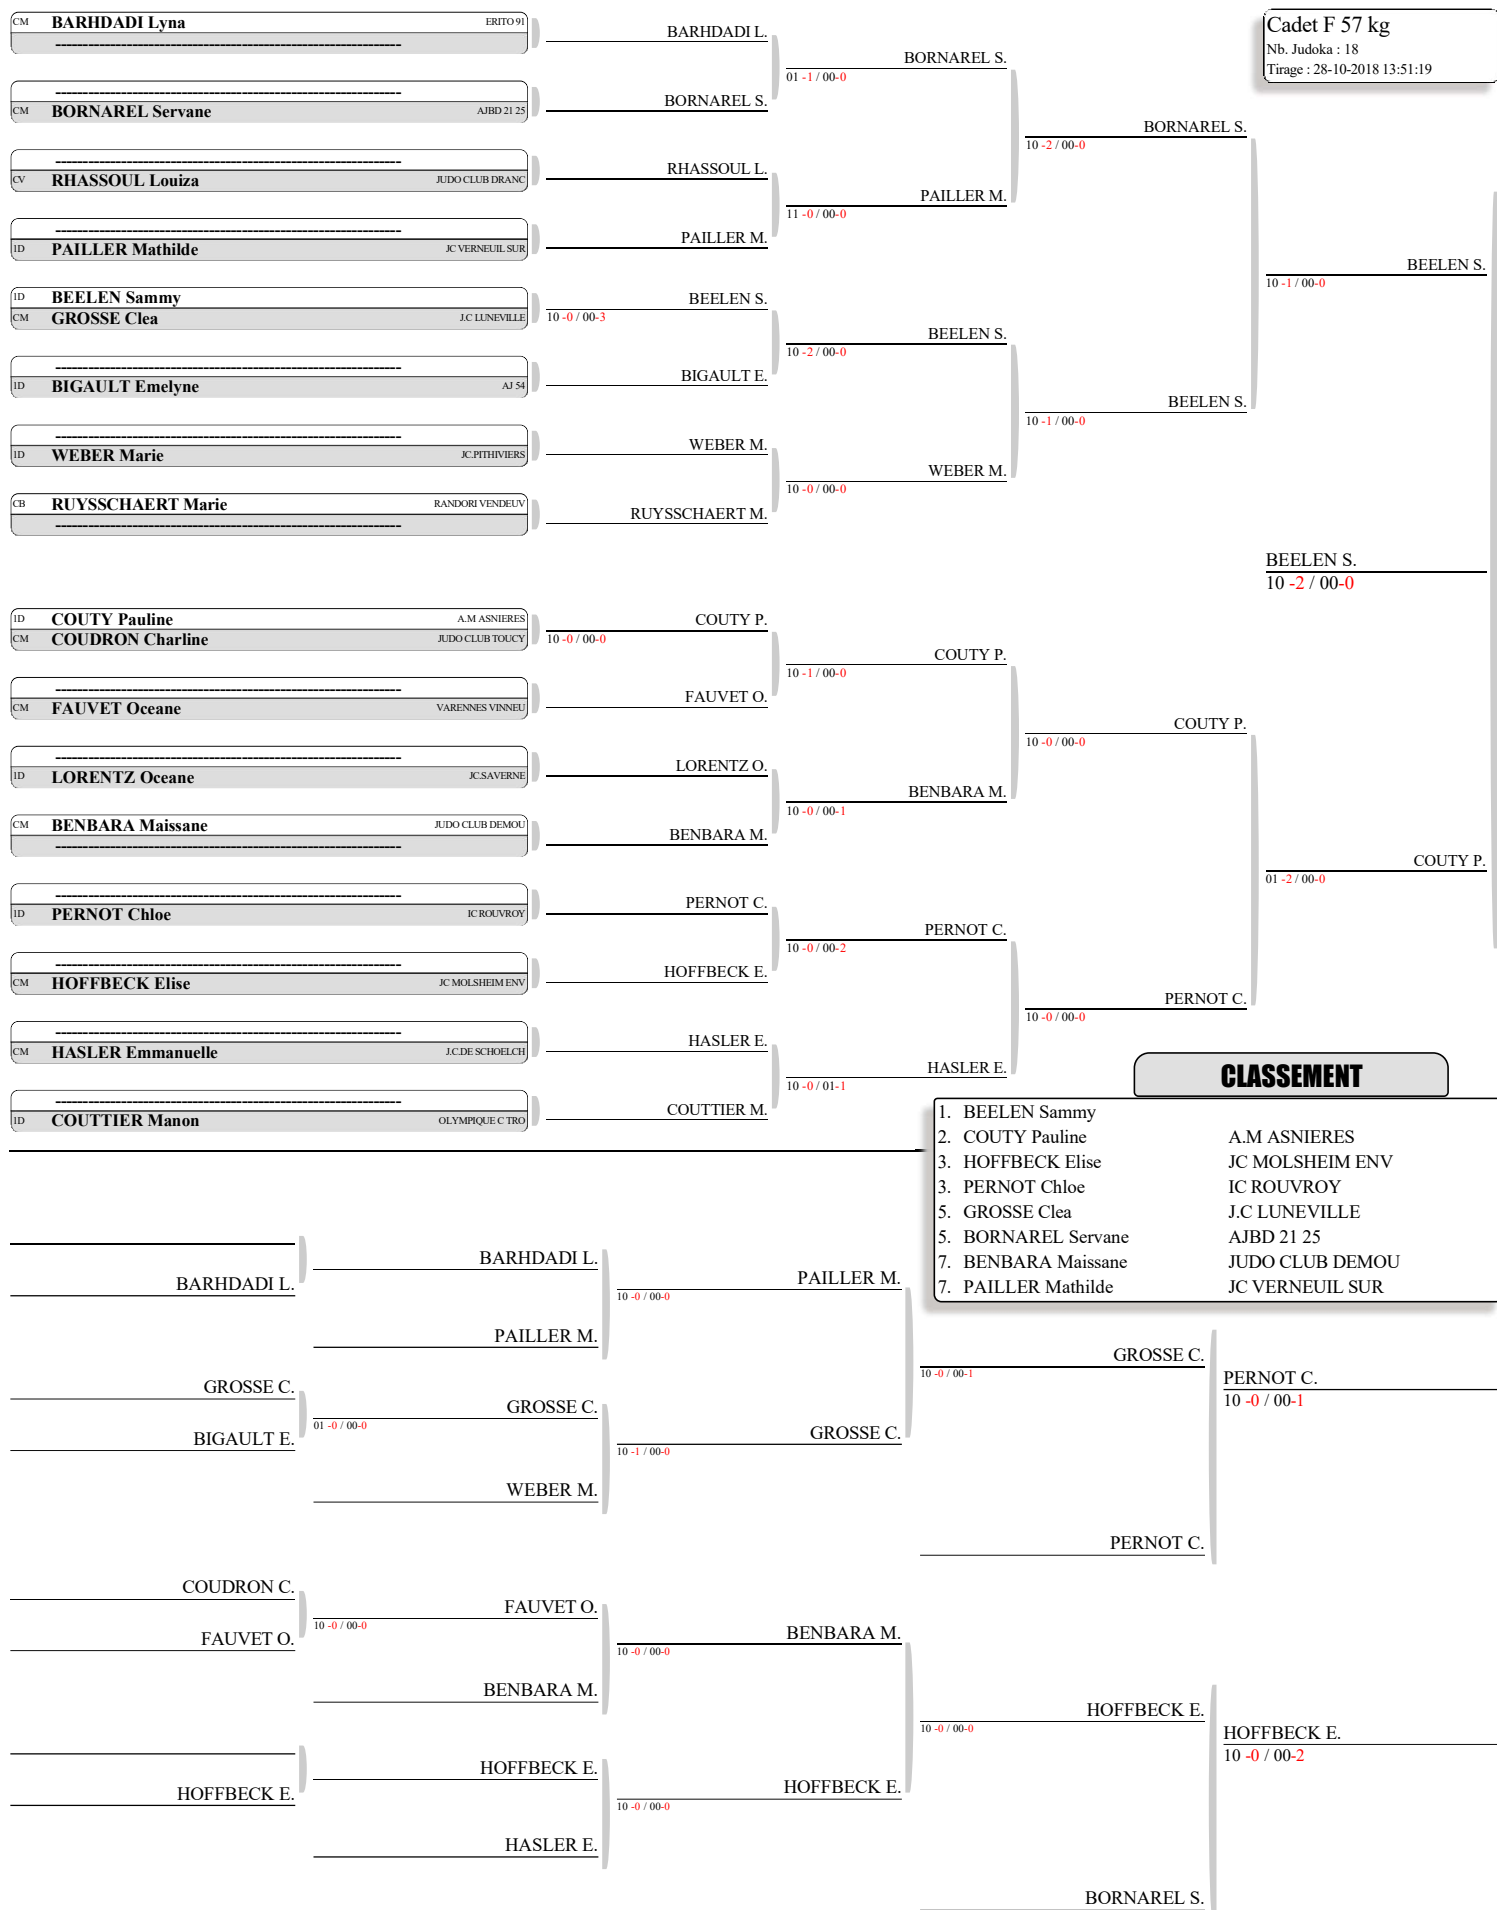 Cadet F 57 kg
Nb. Judoka : 18
Tirage : 28-10-2018 13:51:19
CM BARHDADI Lyna ERITO 91
CM BORNAREL Servane AJBD 21 25
CV RHASSOUL Louiza JUDO CLUB DRANC
1D PAILLER Mathilde JC VERNEUIL SUR
1D BEELEN Sammy
CM GROSSE Clea J.C LUNEVILLE
1D BIGAULT Emelyne AJ 54
1D WEBER Marie JC.PITHIVIERS
CB RUYSSCHAERT Marie RANDORI VENDEUV
1D COUTY Pauline A.M ASNIERES
CM COUDRON Charline JUDO CLUB TOUCY
CM FAUVET Oceane VARENNES VINNEU
1D LORENTZ Oceane JC.SAVERNE
CM BENBARA Maissane JUDO CLUB DEMOU
1D PERNOT Chloe IC ROUVROY
CM HOFFBECK Elise JC MOLSHEIM ENV
CM HASLER Emmanuelle J.C.DE SCHOELCH
1D COUTTIER Manon OLYMPIQUE C TRO
BARHDADI L.
BORNAREL S.
RHASSOUL L.
PAILLER M.
BEELEN S.
10 -0 / 00-3
BIGAULT E.
WEBER M.
RUYSSCHAERT M.
COUTY P.
10 -0 / 00-0
FAUVET O.
LORENTZ O.
BENBARA M.
PERNOT C.
HOFFBECK E.
HASLER E.
COUTTIER M.
BORNAREL S.
01 -1 / 00-0
PAILLER M.
11 -0 / 00-0
BEELEN S.
10 -2 / 00-0
WEBER M.
10 -0 / 00-0
COUTY P.
10 -1 / 00-0
BENBARA M.
10 -0 / 00-1
PERNOT C.
10 -0 / 00-2
HASLER E.
10 -0 / 01-1
BORNAREL S.
10 -2 / 00-0
BEELEN S.
10 -1 / 00-0
COUTY P.
10 -0 / 00-0
PERNOT C.
10 -0 / 00-0
BEELEN S.
10 -1 / 00-0
COUTY P.
01 -2 / 00-0
BEELEN S.
10 -2 / 00-0
CLASSEMENT
1. BEELEN Sammy
2. COUTY Pauline A.M ASNIERES
3. HOFFBECK Elise JC MOLSHEIM ENV
3. PERNOT Chloe IC ROUVROY
5. GROSSE Clea J.C LUNEVILLE
5. BORNAREL Servane AJBD 21 25
7. BENBARA Maissane JUDO CLUB DEMOU
7. PAILLER Mathilde JC VERNEUIL SUR
BARHDADI L.
GROSSE C.
BIGAULT E.
COUDRON C.
FAUVET O.
HOFFBECK E.
BARHDADI L.
PAILLER M.
GROSSE C.
01 -0 / 00-0
WEBER M.
FAUVET O.
10 -0 / 00-0
BENBARA M.
HOFFBECK E.
HASLER E.
PAILLER M.
10 -0 / 00-0
GROSSE C.
10 -1 / 00-0
BENBARA M.
10 -0 / 00-0
HOFFBECK E.
10 -0 / 00-0
GROSSE C.
10 -0 / 00-1
PERNOT C.
HOFFBECK E.
10 -0 / 00-0
BORNAREL S.
PERNOT C.
10 -0 / 00-1
HOFFBECK E.
10 -0 / 00-2